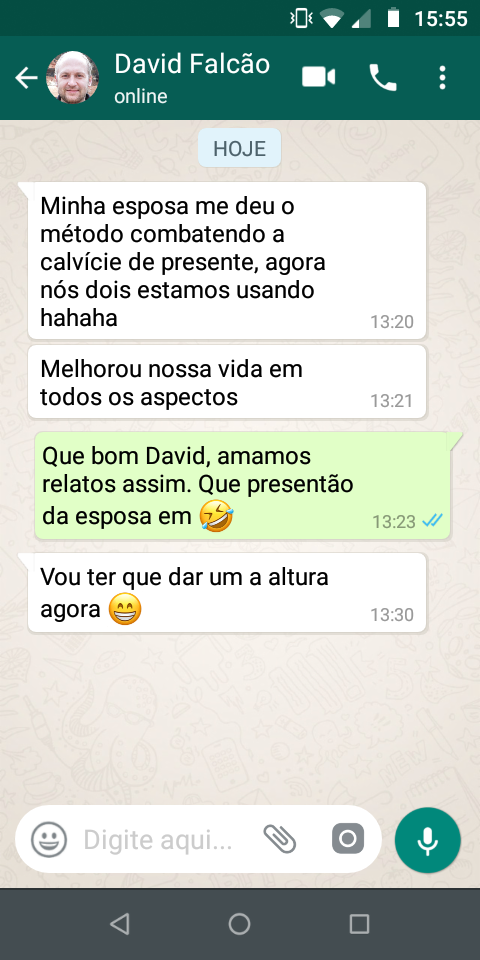 15:55
David Falcão
online
HOJE
Minha esposa me deu o
método combatendo a
calvície de presente, agora
nós dois estamos usando
hahaha
13:20
Melhorou nossa vida em
todos os aspectos
13:21
Que bom David, amamos
relatos assim. Que presentão
da esposa em 🤣
13:23
Vou ter que dar um a altura
agora 😁
13:30
Digite aqui...